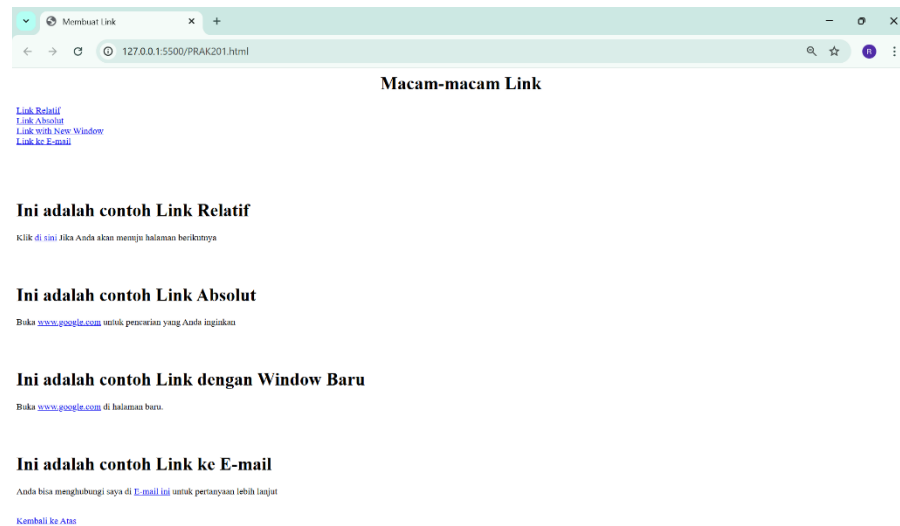 Membuat Link
127.0.0.1:5500/PRAK201.html
R
Macam-macam Link
Link Relatif
Link Absolut
Link with New Window
Link ke E-mail
Ini adalah contoh Link Relatif
Klik di sini Jika Anda akan menuju halaman berikutnya
Ini adalah contoh Link Absolut
Buka www.google.com untuk pencarian yang Anda inginkan
Ini adalah contoh Link dengan Window Baru
Buka www.google.com di halaman baru.
Ini adalah contoh Link ke E-mail
Anda bisa menghubungi saya di E-mail ini untuk pertanyaan lebih lanjut
Kembali ke Atas